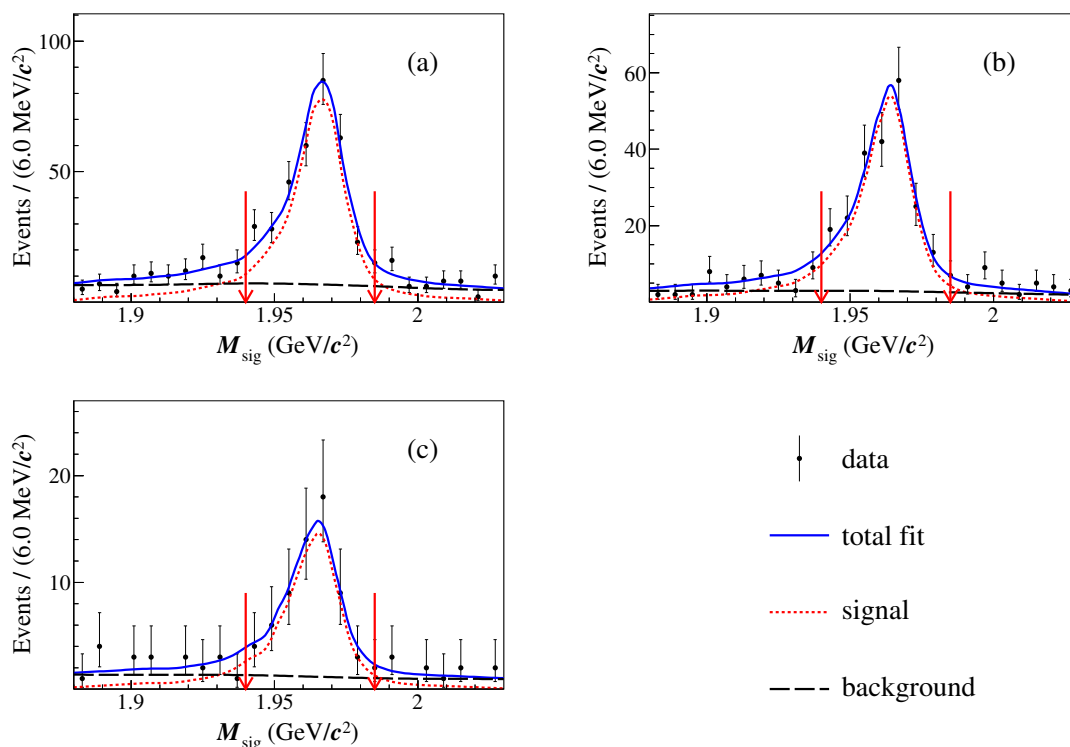 Events / (6.0 MeV/c²)
100
50
(a)
1.9
1.95
2
M_sig (GeV/c²)
Events / (6.0 MeV/c²)
60
40
20
(b)
1.9
1.95
2
M_sig (GeV/c²)
Events / (6.0 MeV/c²)
20
10
(c)
1.9
1.95
2
M_sig (GeV/c²)
data
total fit
signal
background